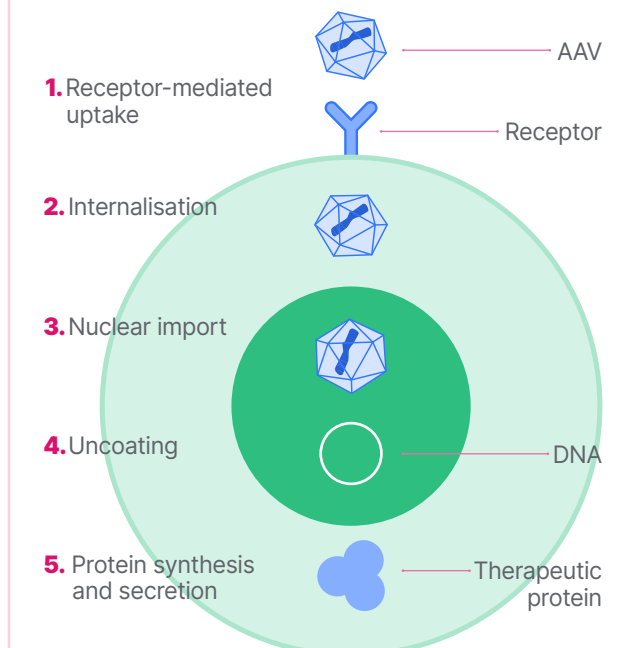 AAV
1. Receptor-mediated
uptake
Receptor
2. Internalisation
3. Nuclear import
4. Uncoating
DNA
5. Protein synthesis
and secretion
Therapeutic
protein